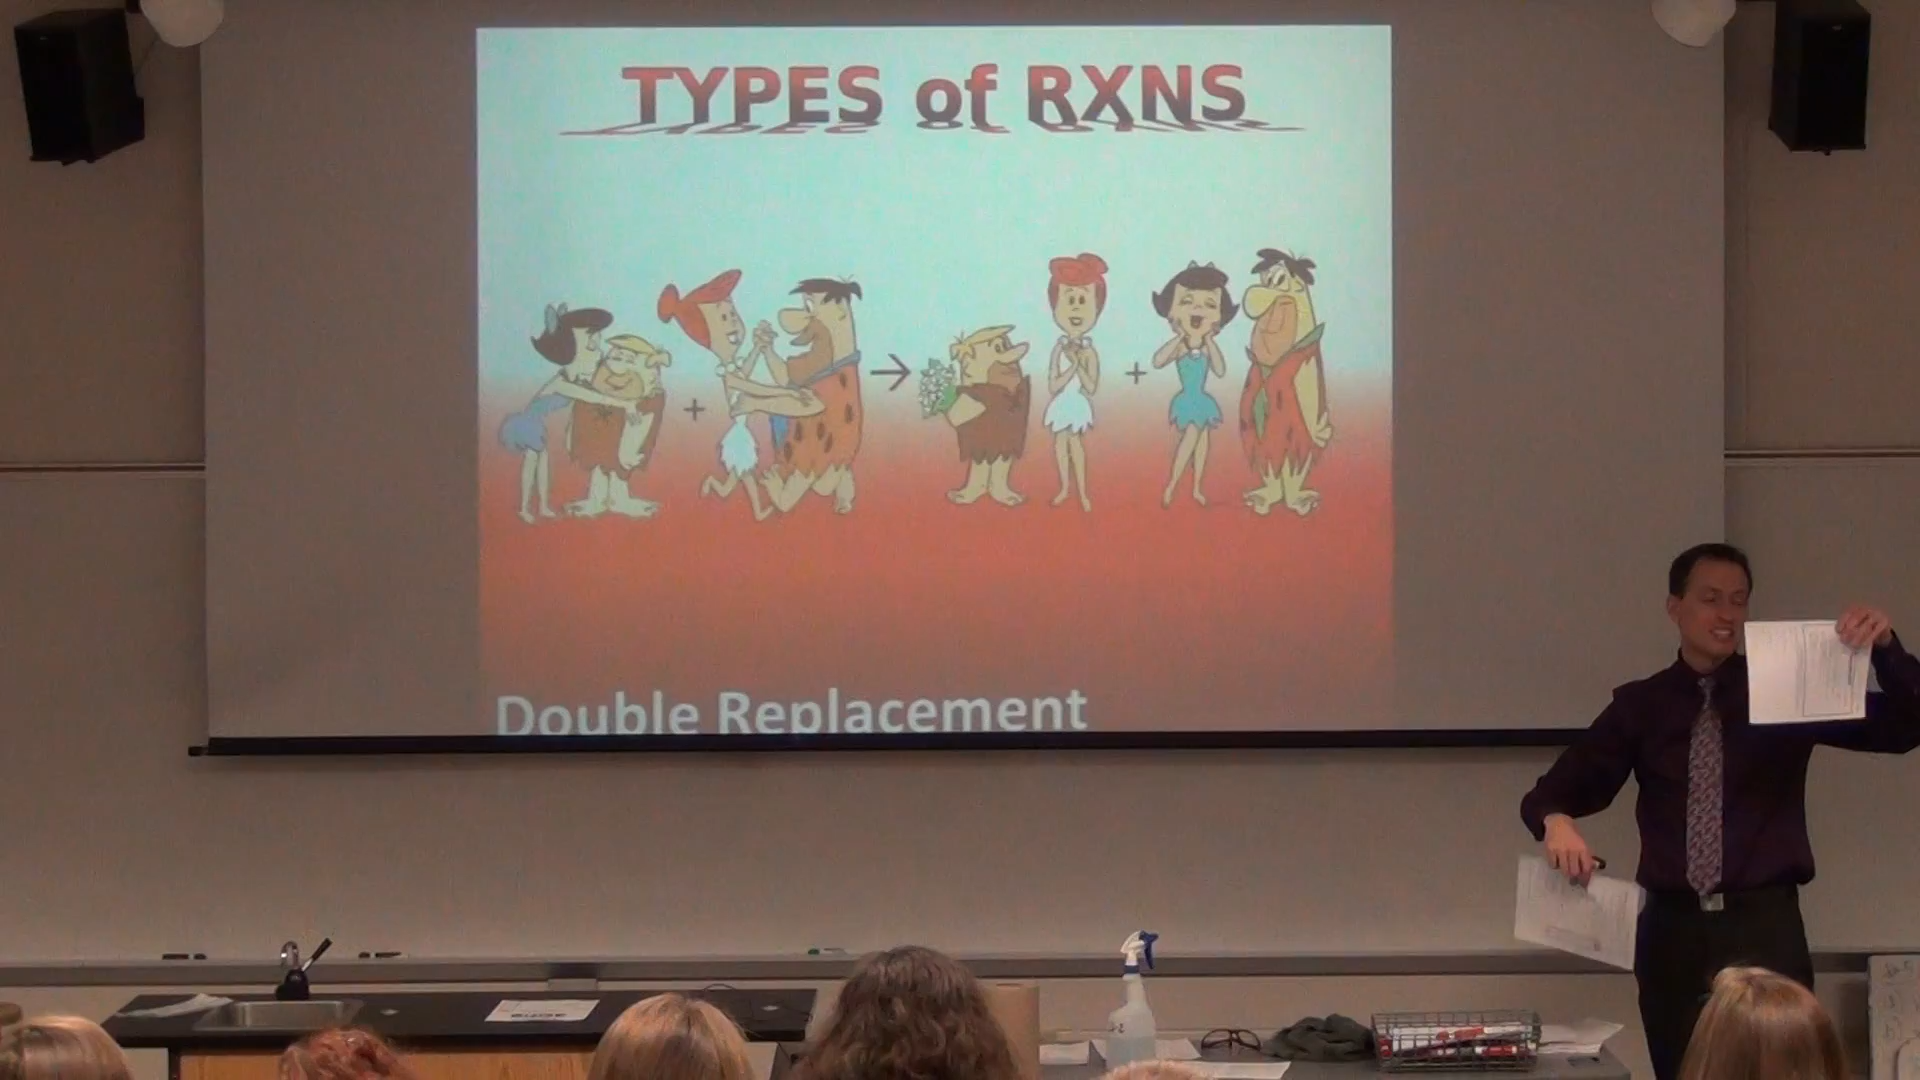 TYPES of RXNS
+ → +
Double Replacement